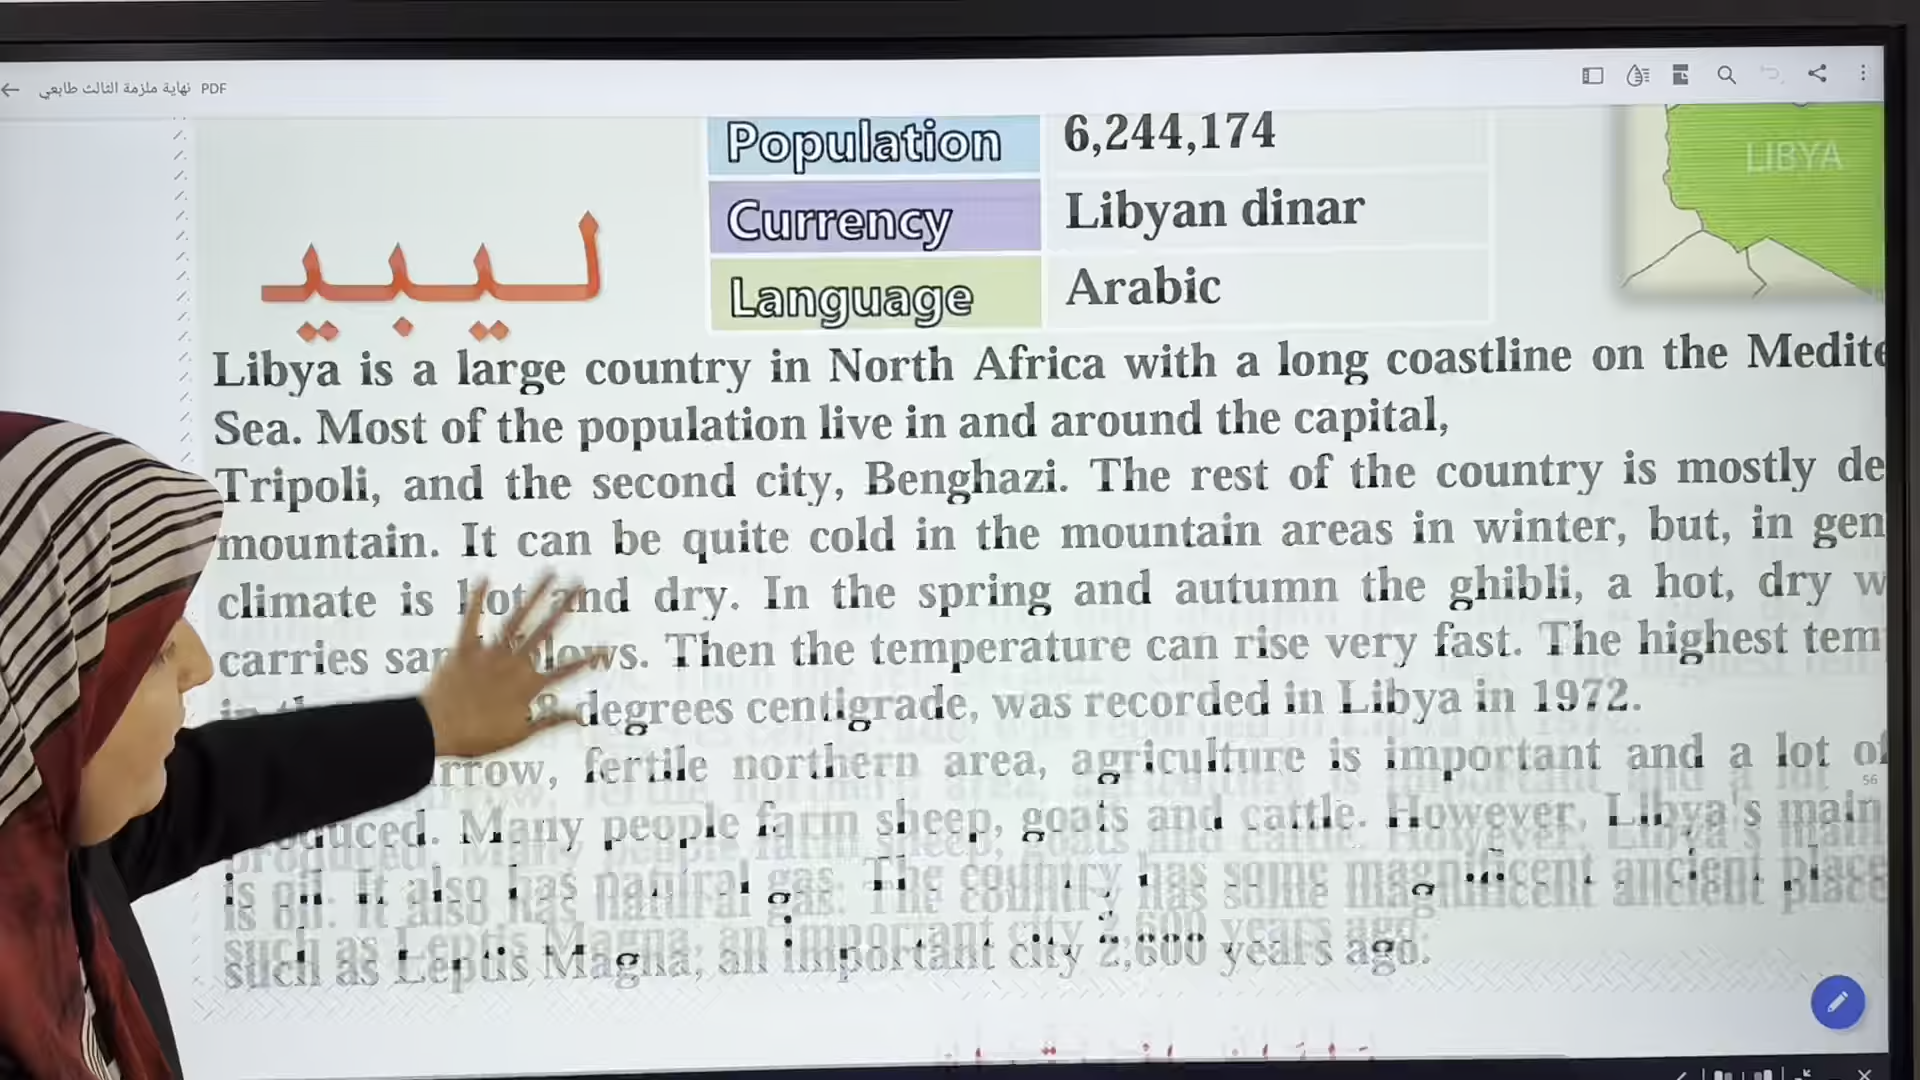 نهاية ملزمة الثالث طابعي PDF
Population 6,244,174
LIBYA
Currency Libyan dinar
ليبيـ
Language Arabic
Libya is a large country in North Africa with a long coastline on the
Sea. Most of the population live in and around the capital,
Tripoli, and the second city, Benghazi. The rest of the country is mostly
mountain. It can be quite cold in the mountain areas in winter, but, in
climate is hot and dry. In the spring and autumn the ghibli, a hot, dry
carries Then the temperature can rise very fast. The highest
degrees centigrade, was recorded in Libya in 1972.
fertile northern area, agriculture is important and a lot
56
Many people farm sheep, goats and cattle. However, Libya's main
is oil. It also has natural gas. The country has some magnificent ancient
such as Leptis Magna, an important city 2,600 years ago.